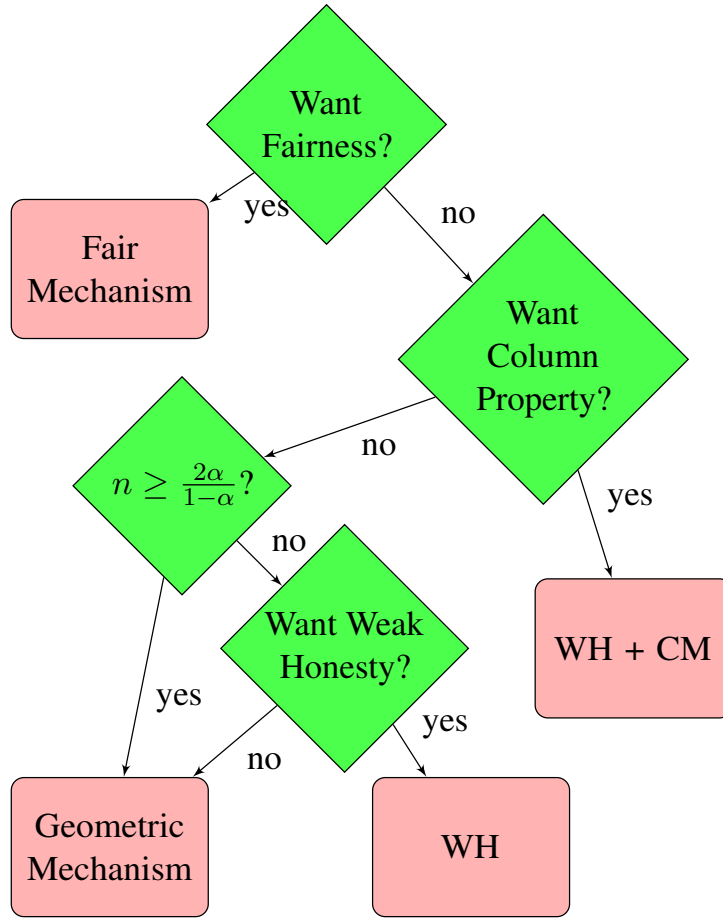 Want
Fairness?
yes
no
Fair
Mechanism
Want
Column
Property?
no
yes
n ≥ 2α/(1−α)?
no
Want Weak
Honesty?
WH + CM
yes
no
yes
Geometric
Mechanism
WH